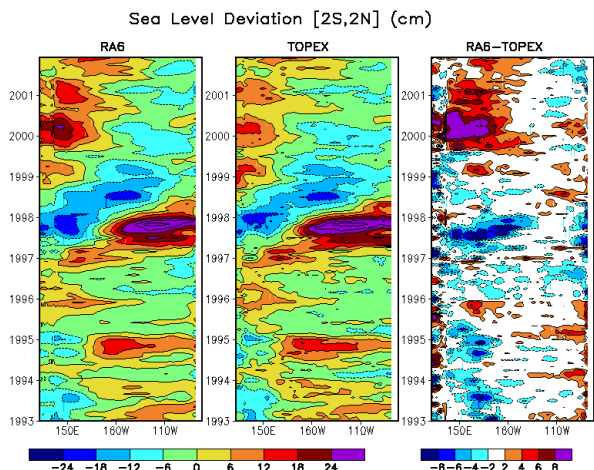 Sea Level Deviation [2S,2N] (cm)
RA6 TOPEX RA6-TOPEX
2001 2001 2001
2000 2000 2000
1999 1999 1999
1998 1998 1998
1997 1997 1997
1996 1996 1996
1995 1995 1995
1994 1994 1994
1993 1993 1993
150E 160W 110W 150E 160W 110W 150E 160W 110W
-24 -18 -12 -6 0 6 12 18 24 -8 -6 -4 -2 2 4 6 8